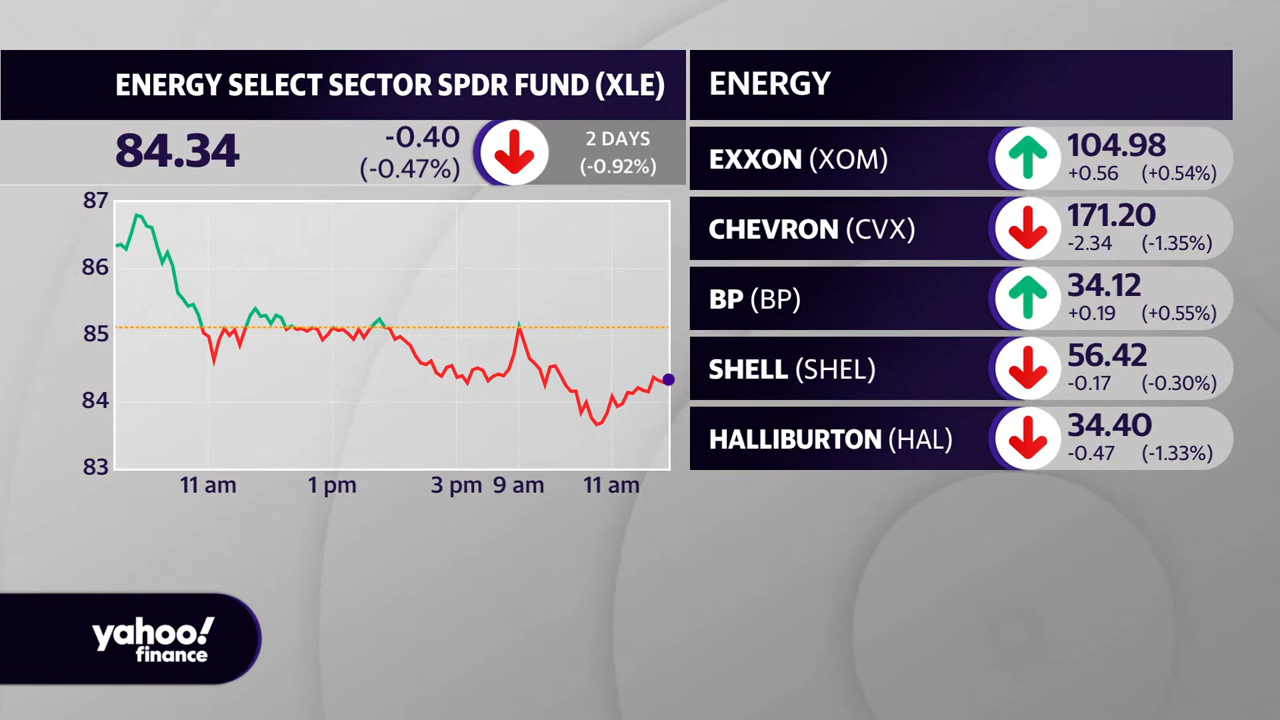 ENERGY SELECT SECTOR SPDR FUND (XLE)
84.34
-0.40
(-0.47%)
2 DAYS
(-0.92%)
87
86
85
84
83
11 am
1 pm
3 pm
9 am
11 am
ENERGY
EXXON (XOM)
104.98
+0.56 (+0.54%)
CHEVRON (CVX)
171.20
-2.34 (-1.35%)
BP (BP)
34.12
+0.19 (+0.55%)
SHELL (SHEL)
56.42
-0.17 (-0.30%)
HALLIBURTON (HAL)
34.40
-0.47 (-1.33%)
yahoo!
finance